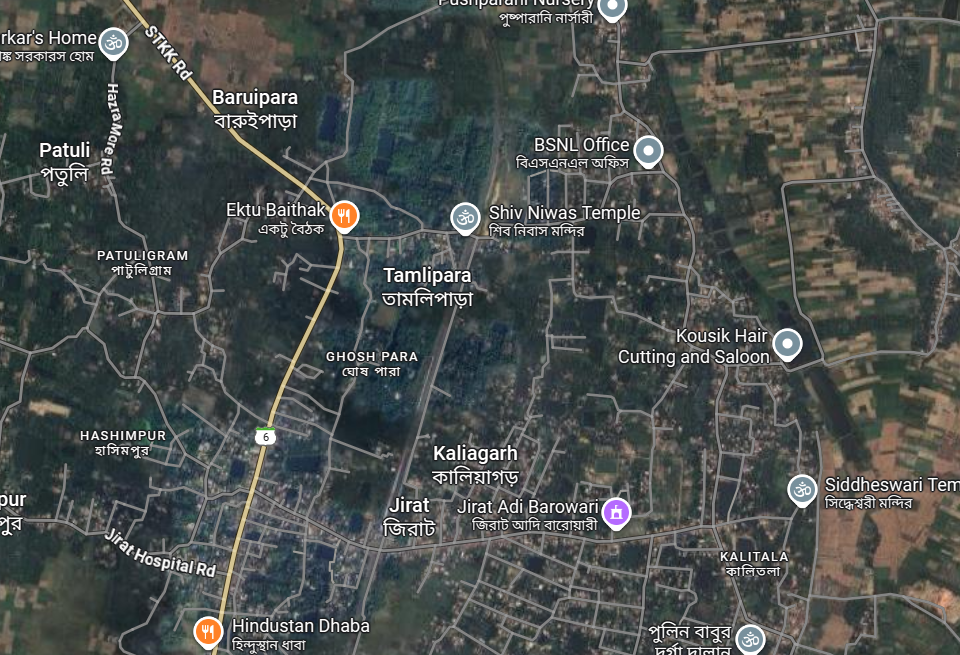 Pushparani Nursery
পুষ্পারানি নার্সারী
rkar's Home
ঙ্ক সরকারস হোম
STKK Rd
Hazra More Rd
Baruipara
বারুইপাড়া
Patuli
পাতুলি
BSNL Office
বিএসএনএল অফিস
Ektu Baithak
একটু বৈঠক
Shiv Niwas Temple
শিব নিবাস মন্দির
PATULIGRAM
পাটুলিগ্রাম
Tamlipara
তামলিপাড়া
Kousik Hair
Cutting and Saloon
GHOSH PARA
ঘোষ পারা
6
HASHIMPUR
হাসিমপুর
Kaliagarh
কালিয়াগড়
Siddheswari Tem
সিদ্ধেশ্বরী মন্দির
pur
পুর
Jirat
জিরাট
Jirat Adi Barowari
জিরাট আদি বারোয়ারী
Jirat Hospital Rd
KALITALA
কালিতলা
Hindustan Dhaba
হিন্দুস্থান ধাবা
পুলিন বাবুর
দুর্গা দালান